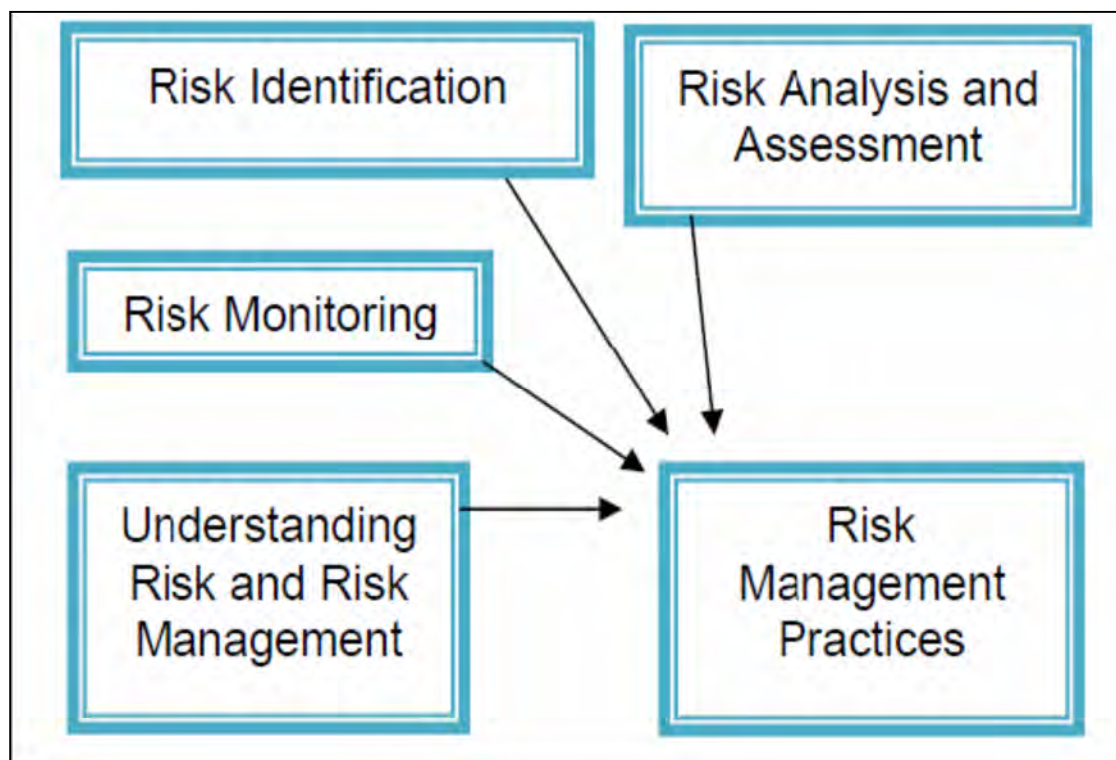 Risk Identification
Risk Analysis and
Assessment
Risk Monitoring
Understanding
Risk and Risk
Management
Risk
Management
Practices